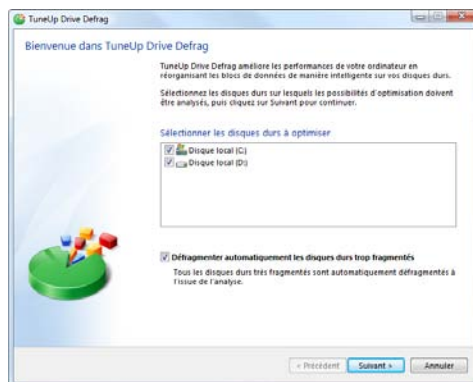 TuneUp Drive Defrag
Bienvenue dans TuneUp Drive Defrag
TuneUp Drive Defrag améliore les performances de votre ordinateur en
réorganisant les blocs de données de manière intelligente sur vos disques durs.
Sélectionnez les disques durs sur lesquels les possibilités d'optimisation doivent
être analysés, puis cliquez sur Suivant pour continuer.
Sélectionner les disques durs à optimiser
Disque local (C:)
Disque local (D:)
Défragmenter automatiquement les disques durs trop fragmentés
Tous les disques durs très fragmentés sont automatiquement défragmentés à
l'issue de l'analyse.
< Précédent
Suivant >
Annuler